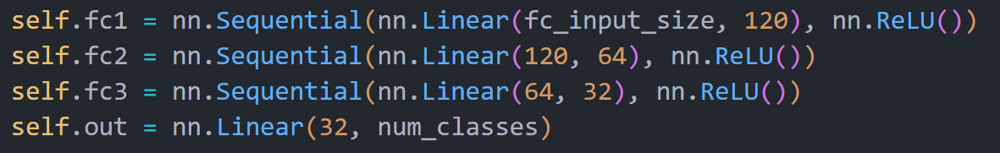 self.fc1 = nn.Sequential(nn.Linear(fc_input_size, 120), nn.ReLU())
self.fc2 = nn.Sequential(nn.Linear(120, 64), nn.ReLU())
self.fc3 = nn.Sequential(nn.Linear(64, 32), nn.ReLU())
self.out = nn.Linear(32, num_classes)